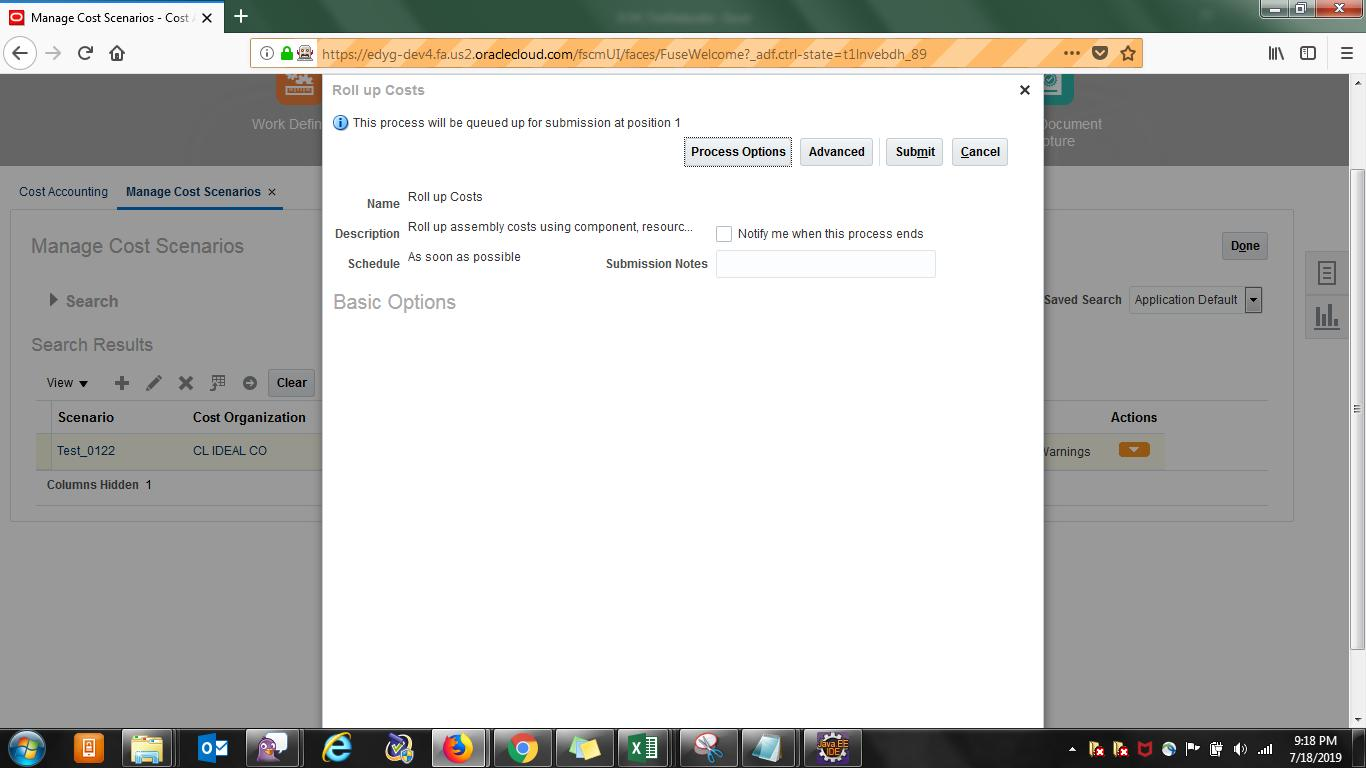 Manage Cost Scenarios - Cost
https://edyg-dev4.fa.us2.oraclecloud.com/fscmUI/faces/FuseWelcome?_adf.ctrl-state=t1lnvebdh_89
Work Defin
Document
pture
Roll up Costs
This process will be queued up for submission at position 1
Process Options Advanced Submit Cancel
Name Roll up Costs
Description Roll up assembly costs using component, resourc...
Notify me when this process ends
Schedule As soon as possible
Submission Notes
Basic Options
Cost Accounting Manage Cost Scenarios
Manage Cost Scenarios
Done
Search
Saved Search Application Default
Search Results
View Clear
Scenario Cost Organization Actions
Test_0122 CL IDEAL CO Warnings
Columns Hidden 1
Java EE
IDE
9:18 PM
7/18/2019